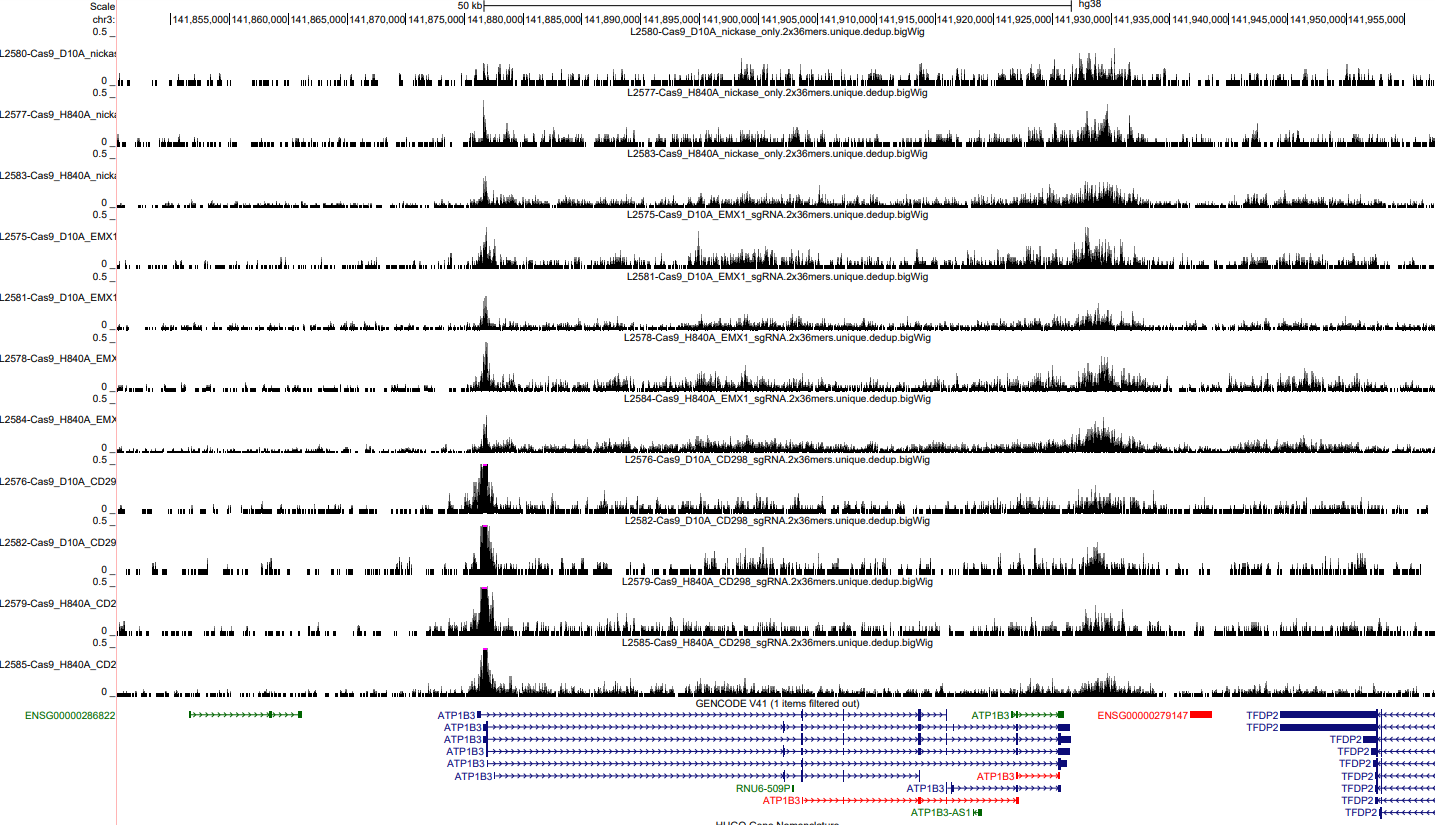 Scale 50 kb hg38
chr3: 141,855,000 141,860,000 141,865,000 141,870,000 141,875,000 141,880,000 141,885,000 141,890,000 141,895,000 141,900,000 141,905,000 141,910,000 141,915,000 141,920,000 141,925,000 141,930,000 141,935,000 141,940,000 141,945,000 141,950,000 141,955,000
L2580-Cas9_D10A_nickase_only.2x36mers.unique.dedup.bigWig
0.5 _
L2580-Cas9_D10A_nickas
0 _
L2577-Cas9_H840A_nickase_only.2x36mers.unique.dedup.bigWig
0.5 _
L2577-Cas9_H840A_nicka
0 _
L2583-Cas9_H840A_nickase_only.2x36mers.unique.dedup.bigWig
0.5 _
L2583-Cas9_H840A_nicka
0 _
L2575-Cas9_D10A_EMX1_sgRNA.2x36mers.unique.dedup.bigWig
0.5 _
L2575-Cas9_D10A_EMX1
0 _
L2581-Cas9_D10A_EMX1_sgRNA.2x36mers.unique.dedup.bigWig
0.5 _
L2581-Cas9_D10A_EMX1
0 _
L2578-Cas9_H840A_EMX1_sgRNA.2x36mers.unique.dedup.bigWig
0.5 _
L2578-Cas9_H840A_EMX
0 _
L2584-Cas9_H840A_EMX1_sgRNA.2x36mers.unique.dedup.bigWig
0.5 _
L2584-Cas9_H840A_EMX
0 _
L2576-Cas9_D10A_CD298_sgRNA.2x36mers.unique.dedup.bigWig
0.5 _
L2576-Cas9_D10A_CD29
0 _
L2582-Cas9_D10A_CD298_sgRNA.2x36mers.unique.dedup.bigWig
0.5 _
L2582-Cas9_D10A_CD29
0 _
L2579-Cas9_H840A_CD298_sgRNA.2x36mers.unique.dedup.bigWig
0.5 _
L2579-Cas9_H840A_CD2
0 _
L2585-Cas9_H840A_CD298_sgRNA.2x36mers.unique.dedup.bigWig
0.5 _
L2585-Cas9_H840A_CD2
0 _
GENCODE V41 (1 items filtered out)
ENSG00000286822 ATP1B3 ATP1B3 ENSG00000279147 TFDP2
ATP1B3 TFDP2
ATP1B3 TFDP2
ATP1B3 TFDP2
ATP1B3 TFDP2
ATP1B3 ATP1B3 TFDP2
RNU6-509P ATP1B3 TFDP2
ATP1B3 TFDP2
ATP1B3-AS1 TFDP2
HUGO Gene Nomenclature